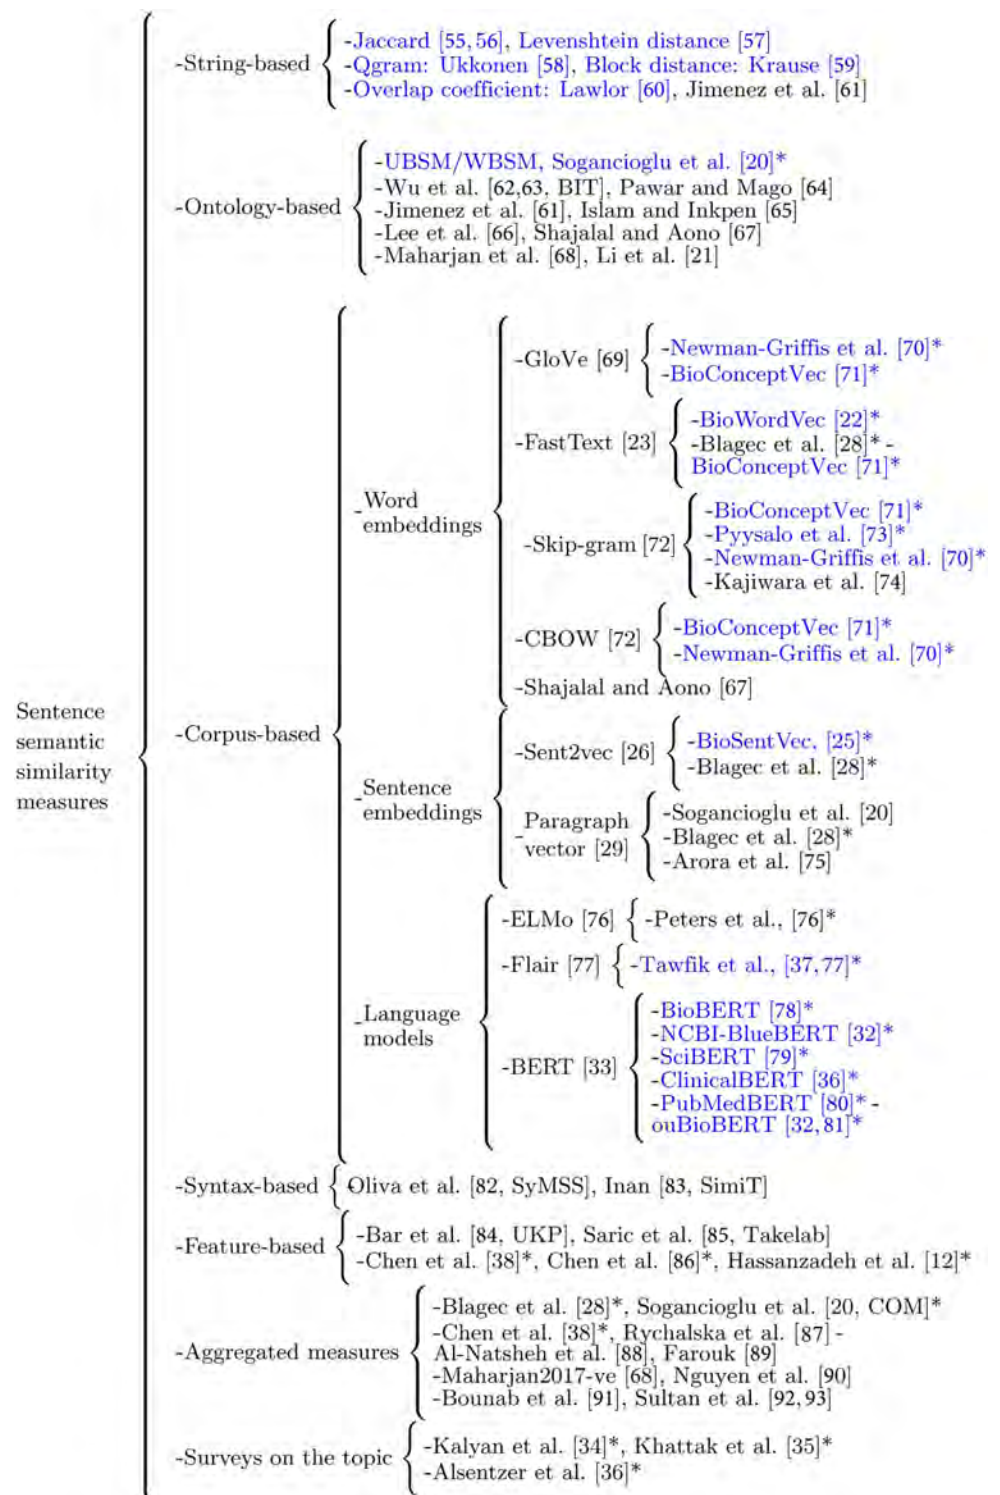 Sentence
semantic
similarity
measures
-String-based
-Jaccard [55,56], Levenshtein distance [57]
-Qgram: Ukkonen [58], Block distance: Krause [59]
-Overlap coefficient: Lawlor [60], Jimenez et al. [61]
-Ontology-based
-UBSM/WBSM, Sogancioglu et al. [20]*
-Wu et al. [62,63, BIT], Pawar and Mago [64]
-Jimenez et al. [61], Islam and Inkpen [65]
-Lee et al. [66], Shajalal and Aono [67]
-Maharjan et al. [68], Li et al. [21]
-Corpus-based
-Word
embeddings
-GloVe [69]
-Newman-Griffis et al. [70]*
-BioConceptVec [71]*
-FastText [23]
-BioWordVec [22]*
-Blagec et al. [28]* -
BioConceptVec [71]*
-Skip-gram [72]
-BioConceptVec [71]*
-Pyysalo et al. [73]*
-Newman-Griffis et al. [70]*
-Kajiwara et al. [74]
-CBOW [72]
-BioConceptVec [71]*
-Newman-Griffis et al. [70]*
-Shajalal and Aono [67]
-Sentence
embeddings
-Sent2vec [26]
-BioSentVec, [25]*
-Blagec et al. [28]*
-Paragraph
vector [29]
-Sogancioglu et al. [20]
-Blagec et al. [28]*
-Arora et al. [75]
-Language
models
-ELMo [76]
-Peters et al., [76]*
-Flair [77]
-Tawfik et al., [37,77]*
-BERT [33]
-BioBERT [78]*
-NCBI-BlueBERT [32]*
-SciBERT [79]*
-ClinicalBERT [36]*
-PubMedBERT [80]* -
ouBioBERT [32,81]*
-Syntax-based
Oliva et al. [82, SyMSS], Inan [83, SimiT]
-Feature-based
-Bar et al. [84, UKP], Saric et al. [85, Takelab]
-Chen et al. [38]*, Chen et al. [86]*, Hassanzadeh et al. [12]*
-Aggregated measures
-Blagec et al. [28]*, Sogancioglu et al. [20, COM]*
-Chen et al. [38]*, Rychalska et al. [87] -
Al-Natsheh et al. [88], Farouk [89]
-Maharjan2017-ve [68], Nguyen et al. [90]
-Bounab et al. [91], Sultan et al. [92,93]
-Surveys on the topic
-Kalyan et al. [34]*, Khattak et al. [35]*
-Alsentzer et al. [36]*